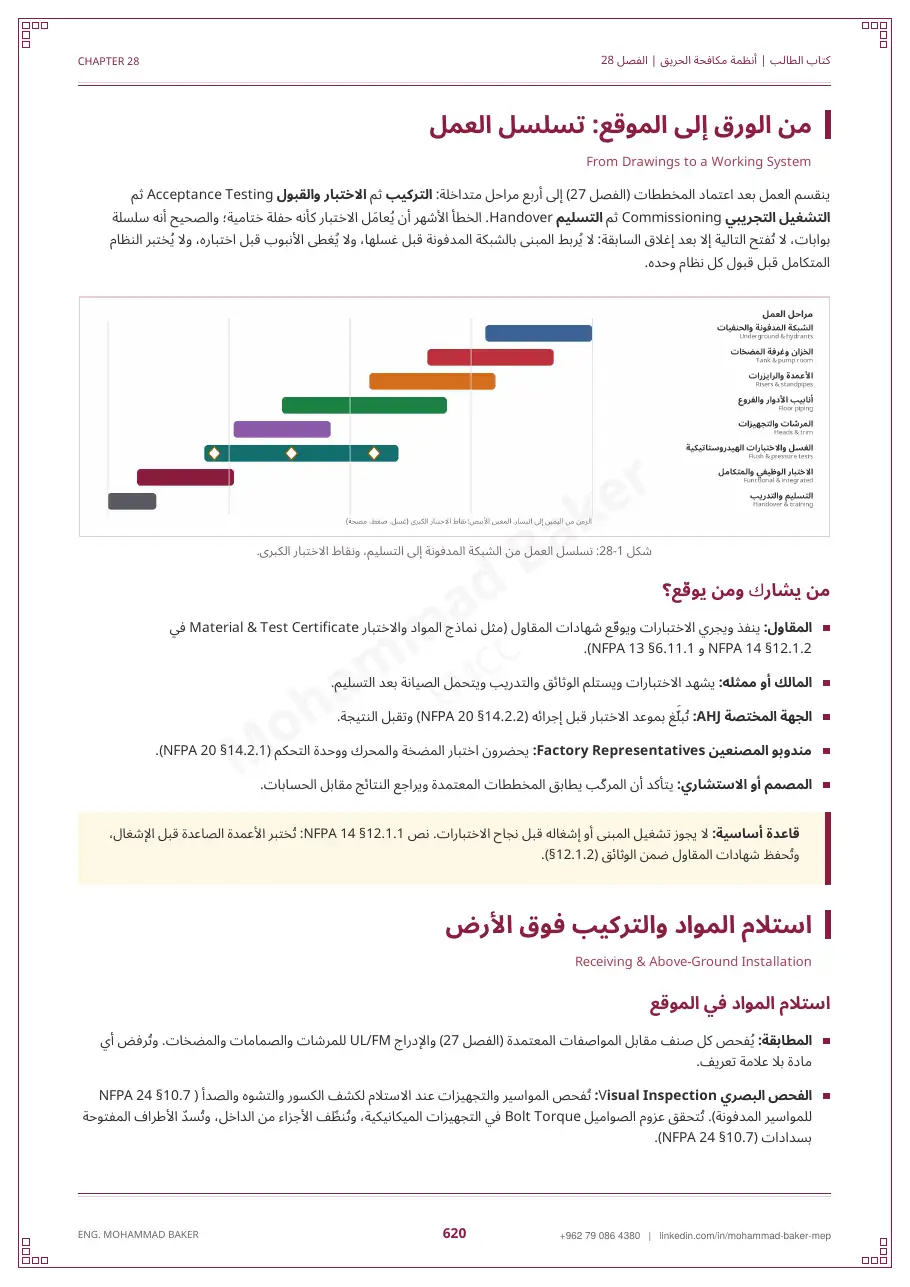 كتاب الطالب | أنظمة مكافحة الحريق | الفصل 28
CHAPTER 28
من الورق إلى الموقع: تسلسل العمل
From Drawings to a Working System
ينقسم العمل بعد اعتماد المخططات (الفصل 27) إلى أربع مراحل متداخلة: التركيب ثم الاختبار والقبول Acceptance Testing ثم
التشغيل التجريبي Commissioning ثم التسليم Handover. الخطأ الأشهر أن يُعامَل الاختبار كأنه حفلة ختامية؛ والصحيح أنه سلسلة
بوابات، لا تُفتح التالية إلا بعد إغلاق السابقة: لا يُربط المبنى بالشبكة المدفونة قبل غسلها، ولا يُغطى الأنبوب قبل اختباره، ولا يُختبر النظام
المتكامل قبل قبول كل نظام وحده.
مراحل العمل
الشبكة المدفونة والحنفيات
Underground & hydrants
الخزان وغرفة المضخات
Tank & pump room
الأعمدة والرايزرات
Risers & standpipes
أنابيب الأدوار والفروع
Floor piping
المرشات والتجهيزات
Heads & trim
الغسل والاختبارات الهيدروستاتيكية
Flush & pressure tests
الاختبار الوظيفي والمتكامل
Functional & integrated
التسليم والتدريب
Handover & training
الزمن من اليمين إلى اليسار. المعين الأبيض: نقاط الاختبار الكبرى (غسل، ضغط، مضخة)
شكل 1-28: تسلسل العمل من الشبكة المدفونة إلى التسليم، ونقاط الاختبار الكبرى.
من يشارك ومن يوقع؟
المقاول: ينفذ ويجري الاختبارات ويوقّع شهادات المقاول (مثل نماذج المواد والاختبار Material & Test Certificate في
NFPA 14 §12.1.2 و NFPA 13 §6.11.1).
المالك أو ممثله: يشهد الاختبارات ويستلم الوثائق والتدريب ويتحمل الصيانة بعد التسليم.
الجهة المختصة AHJ: تُبلَّغ بموعد الاختبار قبل إجرائه (NFPA 20 §14.2.2) وتقبل النتيجة.
مندوبو المصنعين Factory Representatives: يحضرون اختبار المضخة والمحرك ووحدة التحكم (NFPA 20 §14.2.1).
المصمم أو الاستشاري: يتأكد أن المركّب يطابق المخططات المعتمدة ويراجع النتائج مقابل الحسابات.
قاعدة أساسية: لا يجوز تشغيل المبنى أو إشغاله قبل نجاح الاختبارات. نص NFPA 14 §12.1.1: تُختبر الأعمدة الصاعدة قبل الإشغال،
وتُحفظ شهادات المقاول ضمن الوثائق (§12.1.2).
استلام المواد والتركيب فوق الأرض
Receiving & Above-Ground Installation
استلام المواد في الموقع
المطابقة: يُفحص كل صنف مقابل المواصفات المعتمدة (الفصل 27) والإدراج UL/FM للمرشات والصمامات والمضخات. وتُرفض أي
مادة بلا علامة تعريف.
الفحص البصري Visual Inspection: تُفحص المواسير والتجهيزات عند الاستلام لكشف الكسور والتشوه والصدأ (NFPA 24 §10.7
للمواسير المدفونة). تُتحقق عزوم الصواميل Bolt Torque في التجهيزات الميكانيكية، وتُنظَّف الأجزاء من الداخل، وتُسدّ الأطراف المفتوحة
بسدادات (NFPA 24 §10.7).
ENG. MOHAMMAD BAKER
620
+962 79 086 4380 | linkedin.com/in/mohammad-baker-mep
Mohammad Baker